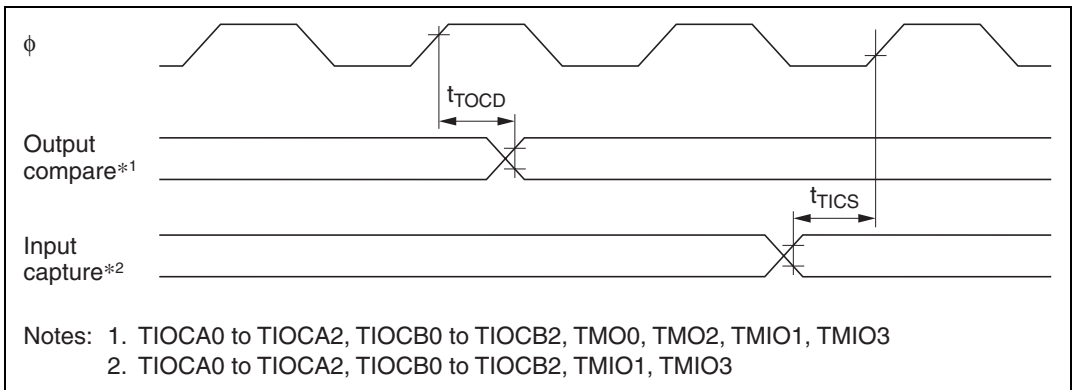 ϕ
tTOCD
Output
compare*1
tTICS
Input
capture*2
Notes: 1. TIOCA0 to TIOCA2, TIOCB0 to TIOCB2, TMO0, TMO2, TMIO1, TMIO3
2. TIOCA0 to TIOCA2, TIOCB0 to TIOCB2, TMIO1, TMIO3